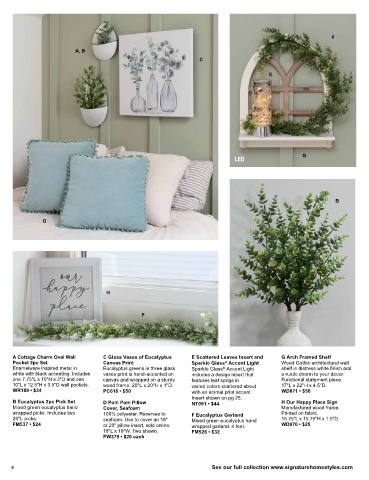 A, B
C
D
F
LED
G
B
H
F
our
happy
place
A Cottage Charm Oval Wall
Pocket 2pc Set
Enamelware inspired metal in
white with black accenting. Includes
one 7.75"L x 10"H x 3"D and one
10"L x 12.5"H x 3.5"D wall pockets.
WR189 • $34
B Eucalyptus 2pc Pick Set
Mixed green eucalyptus hand
wrapped picks. Includes two
24"L picks.
FM537 • $24
C Glass Vases of Eucalyptus
Canvas Print
Eucalyptus greens in three glass
vases print is hand-accented on
canvas and wrapped on a sturdy
wood frame. 20"L x 20"H x 1"D.
PC616 • $50
D Pom Pom Pillow
Cover, Seafoam
100% polyester. Reverses to
seafoam. Use to cover an 18"
or 20" pillow insert, sold online.
18"L x 18"W. Two shown.
PW379 • $20 each
E Scattered Leaves Insert and
Sparkle Glass® Accent Light
Sparkle Glass® Accent Light
includes a design insert that
features leaf sprigs in
varied colors scattered about
with an animal print accent.
Insert shown on pg 25.
NT091 • $44
F Eucalyptus Garland
Mixed green eucalyptus hand
wrapped garland. 4 feet.
FM526 • $32
G Arch Framed Shelf
Wood Gothic architectural wall
shelf in distress white finish add
a rustic charm to your decor.
Functional statement piece.
17"L x 22"H x 4.5"D.
WD871 • $56
H Our Happy Place Sign
Manufactured wood frame.
Printed on fabric.
15.75"L x 15.75"H x 1.5"D
WD870 • $25
4
See our full collection www.signaturehomestyles.com